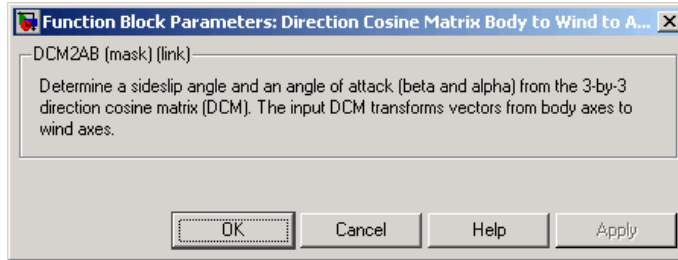 Function Block Parameters: Direction Cosine Matrix Body to Wind to A...
DCM2AB (mask) (link)
Determine a sideslip angle and an angle of attack (beta and alpha) from the 3-by-3
direction cosine matrix (DCM). The input DCM transforms vectors from body axes to
wind axes.
OK Cancel Help Apply